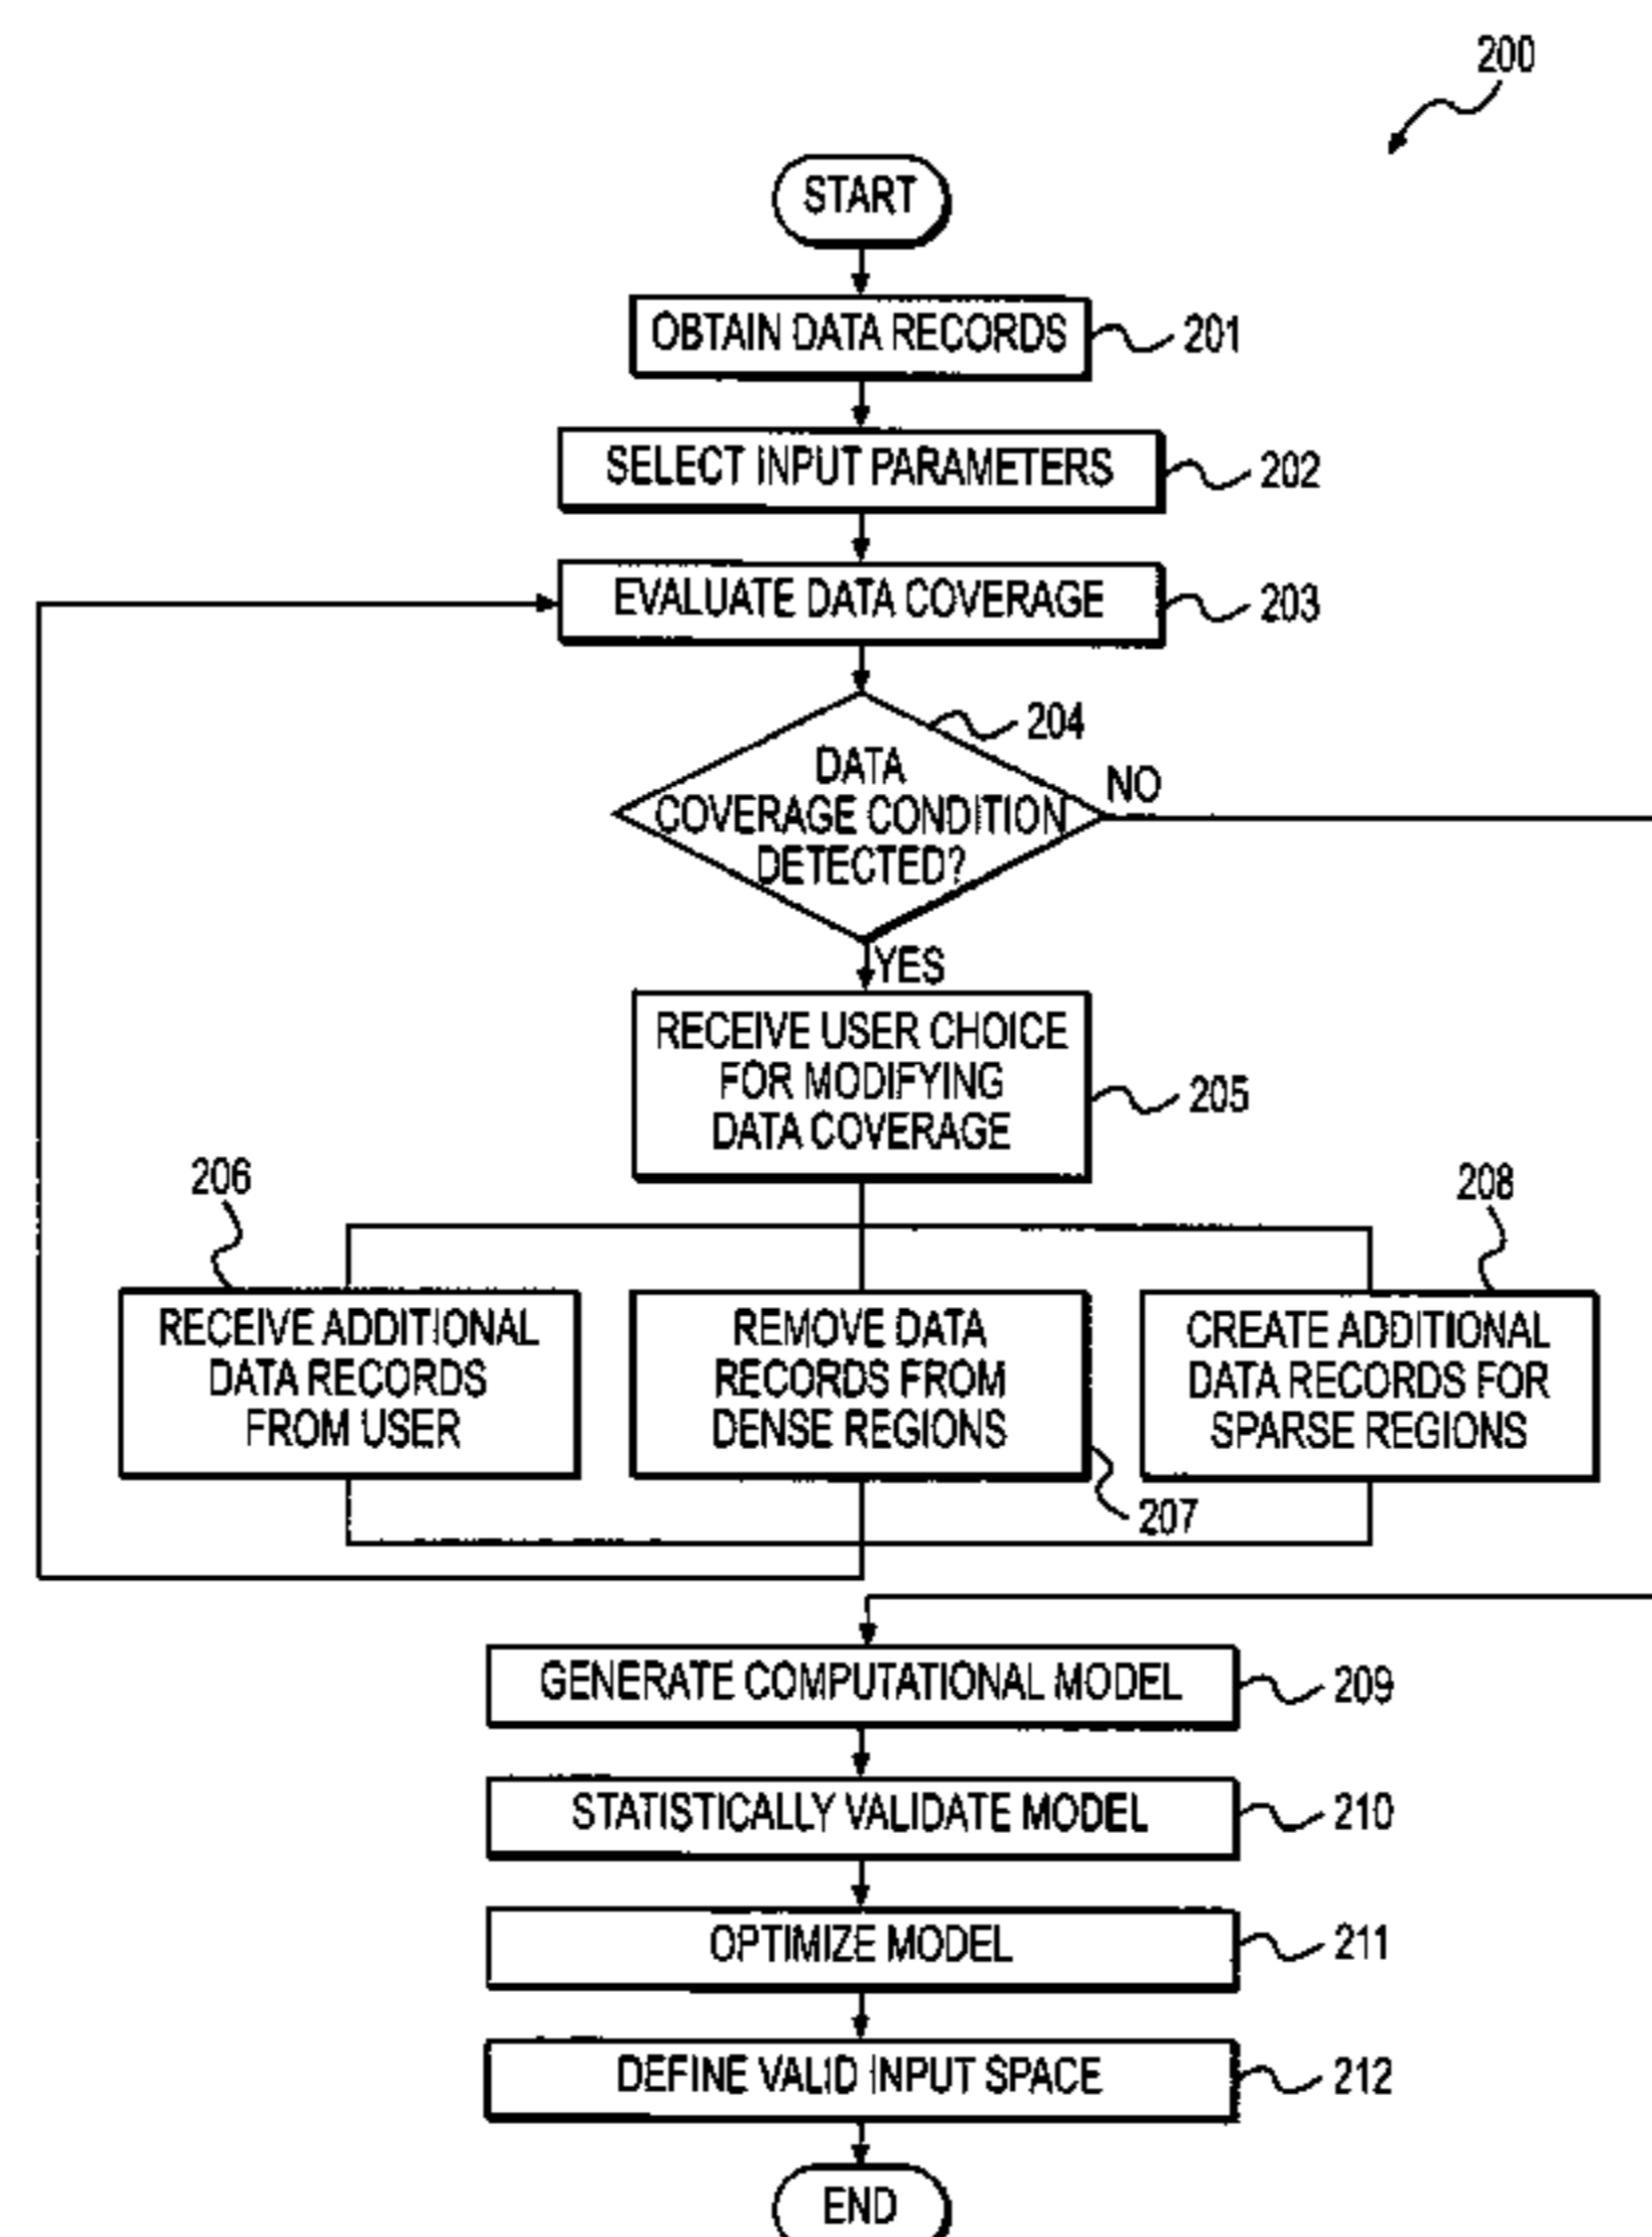 200
START
OBTAIN DATA RECORDS
201
SELECT INPUT PARAMETERS
202
EVALUATE DATA COVERAGE
203
204
DATA
COVERAGE CONDITION
DETECTED?
NO
YES
RECEIVE USER CHOICE
FOR MODIFYING
DATA COVERAGE
205
206
208
RECEIVE ADDITIONAL
DATA RECORDS
FROM USER
REMOVE DATA
RECORDS FROM
DENSE REGIONS
CREATE ADDITIONAL
DATA RECORDS FOR
SPARSE REGIONS
207
GENERATE COMPUTATIONAL MODEL
209
STATISTICALLY VALIDATE MODEL
210
OPTIMIZE MODEL
211
DEFINE VALID INPUT SPACE
212
END